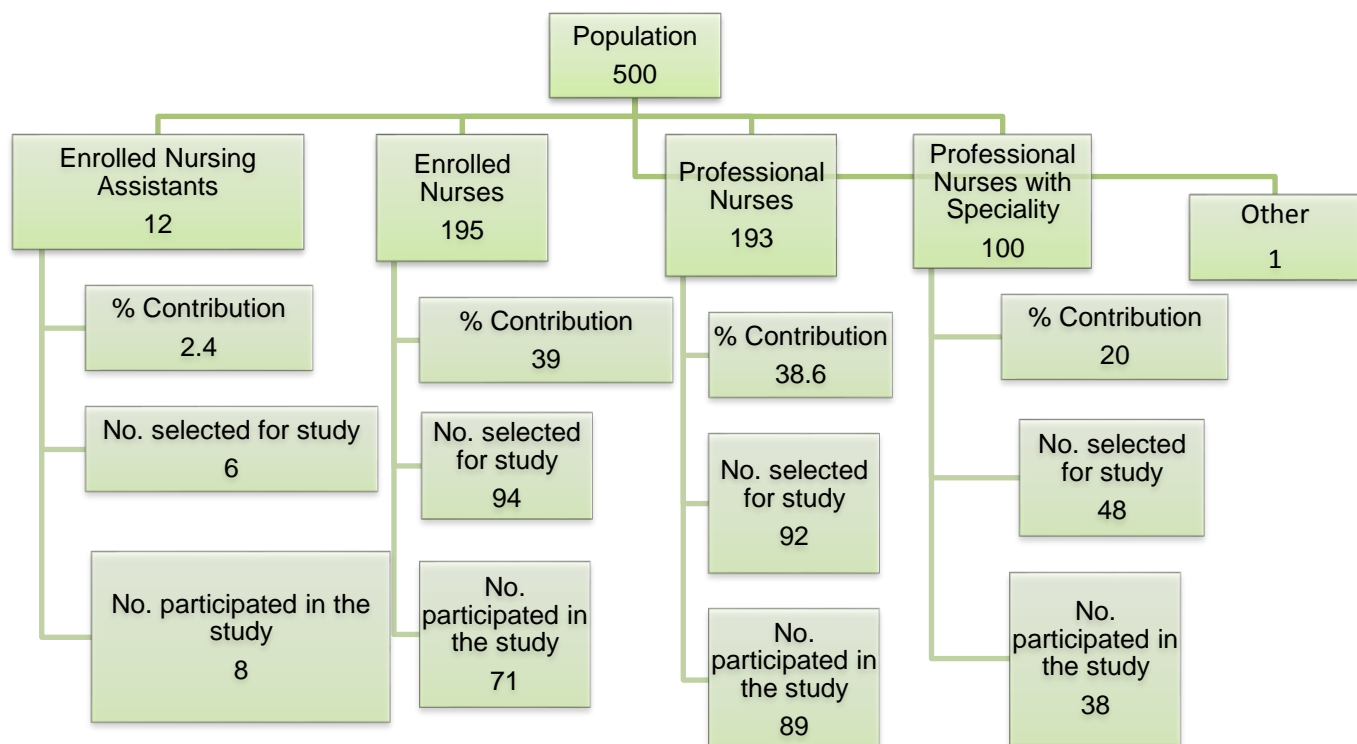 Population
500
Enrolled Nursing
Assistants
12
% Contribution
2.4
No. selected for study
6
No. participated in the
study
8
Enrolled
Nurses
195
% Contribution
39
No. selected
for study
94
No.
participated in
the study
71
Professional
Nurses
193
% Contribution
38.6
No. selected
for study
92
No.
participated in
the study
89
Professional
Nurses with
Speciality
100
% Contribution
20
No. selected
for study
48
No.
participated in
the study
38
Other
1